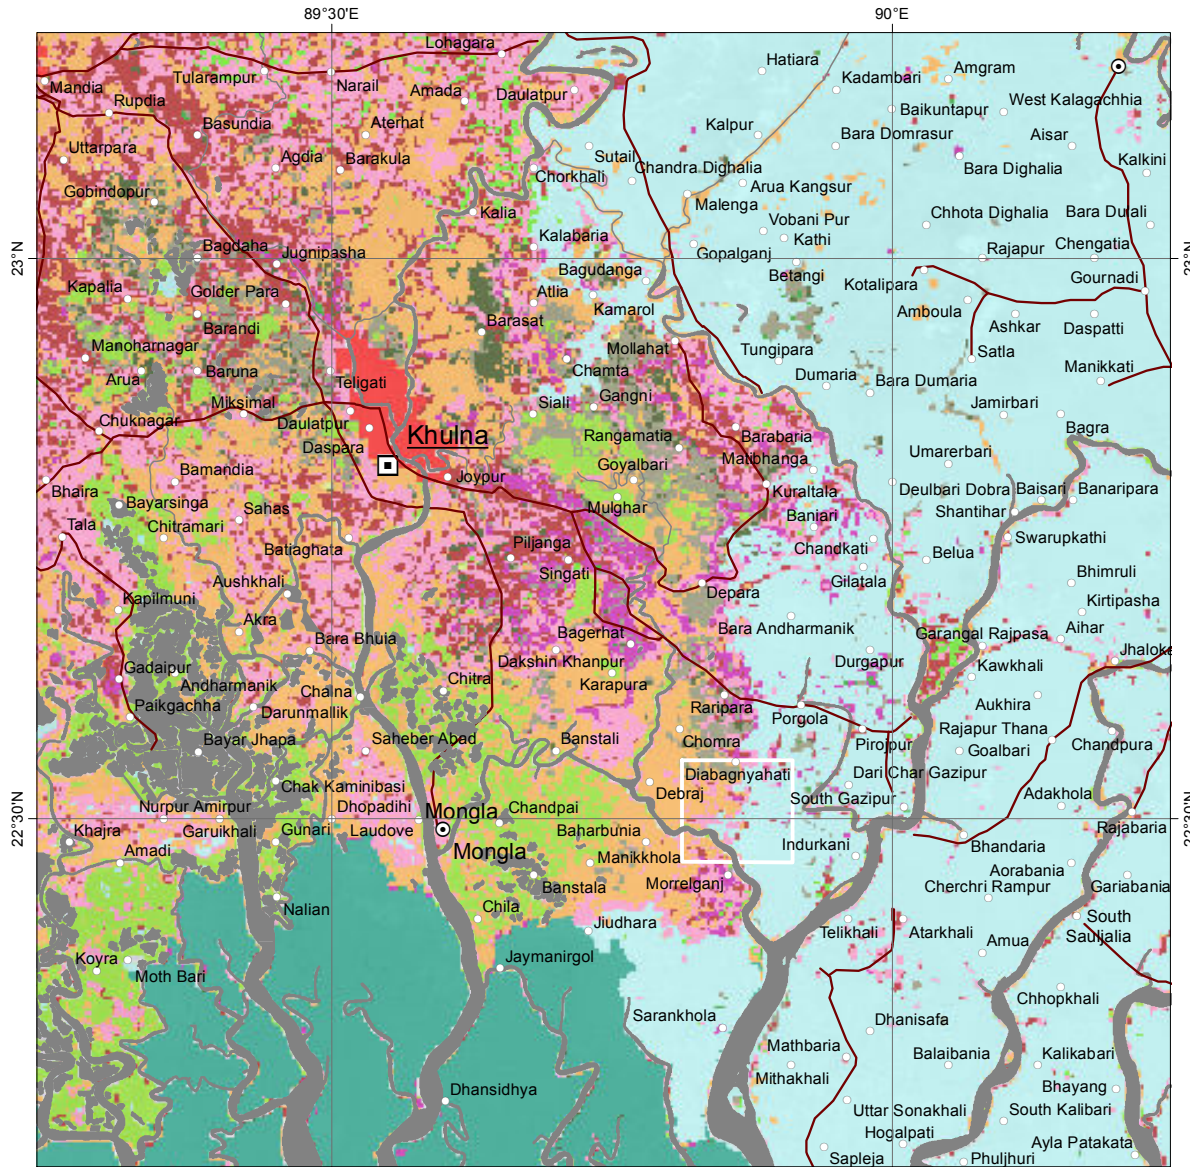 89°30'E
90°E
Lohagara
Hatiara
Amgram
Mandia
Tularampur
Narail
Amada
Daulatpur
Kadambari
Rupdia
Baikuntapur
West Kalagachhia
Basundia
Aterhat
Kalpur
Bara Domrasur
Aisar
Uttarpara
Agdia
Barakula
Sutail
Chandra Dighalia
Bara Dighalia
Kalkini
Chorkhali
Gobindopur
Arua Kangsur
Malenga
Kalia
Vobani Pur
Chhota Dighalia
Bara Durali
Kalabaria
Kathi
Bagdaha
Jugnipasha
Gopalganj
Rajapur
Chengatia
23°N
23°N
Bagudanga
Betangi
Kotalipara
Gournadi
Kapalia
Golder Para
Atlia
Kamarol
Amboula
Barandi
Barasat
Ashkar
Daspatti
Manoharnagar
Mollahat
Tungipara
Satla
Arua
Baruna
Teligati
Chamta
Dumaria
Bara Dumaria
Manikkati
Miksimal
Siali
Gangni
Jamirbari
Chuknagar
Daulatpur
Khulna
Rangamatia
Barabaria
Bagra
Daspara
Matibhanga
Umarerbari
Bamandia
Joypur
Goyalbari
Bhaira
Kuraltala
Deulbari Dobra
Baisari
Banaripara
Bayarsinga
Sahas
Mulghar
Shantihar
Tala
Chitramari
Banjari
Batiaghata
Piljanga
Chandkati
Swarupkathi
Belua
Singati
Aushkhali
Gilatala
Bhimruli
Kapilmuni
Depara
Kirtipasha
Akra
Bara Bhuia
Bagerhat
Bara Andharmanik
Garangal Rajpasa
Aihar
Dakshin Khanpur
Durgapur
Kawkhali
Jhaloka
Gadaipur
Andharmanik
Chalna
Chitra
Karapura
Paikgachha
Darunmallik
Raripara
Porgola
Aukhira
Bayar Jhapa
Saheber Abad
Banstali
Chomra
Pirojpur
Rajapur Thana
Chandpura
Goalbari
Diabagnyahati
Dari Char Gazipur
Chak Kaminibasi
Debraj
South Gazipur
Adakhola
Nurpur Amirpur
Dhopadihi
Mongla
Chandpai
22°30'N
22°30'N
Khajra
Garuikhali
Gunari
Laudove
Baharbunia
Rajabaria
Amadi
Mongla
Manikkhola
Indurkani
Bhandaria
Aorabania
Banstala
Morrelganj
Cherchri Rampur
Gariabania
Nalian
Chila
Jiudhara
Telikhali
Atarkhali
South
Saujalia
Amua
Koyra
Moth Bari
Jaymanirgol
Chhopkhali
Sarankhola
Dhanisafa
Mathbaria
Balaibania
Kalikabari
Mithakhali
Bhayang
Dhansidhya
Uttar Sonakhali
South Kalibari
Hogalpati
Ayla Patakata
Sapleja
Phuljhuri